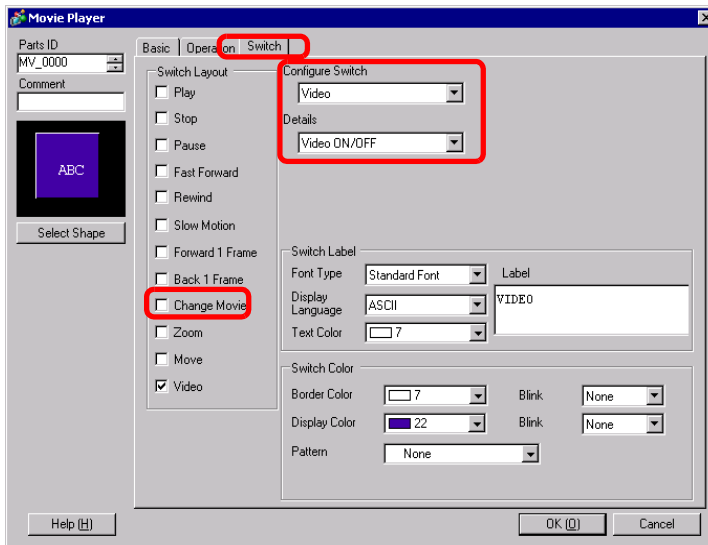 Movie Player
Parts ID
MV_0000
Comment
ABC
Select Shape
Help (H)
Basic
Operation
Switch
Switch Layout
Play
Stop
Pause
Fast Forward
Rewind
Slow Motion
Forward 1 Frame
Back 1 Frame
Change Movie
Zoom
Move
Video
Configure Switch
Video
Details
Video ON/OFF
Switch Label
Font Type
Standard Font
Display Language
ASCII
Text Color
7
Label
VIDEO
Switch Color
Border Color
7
Blink
None
Display Color
22
Blink
None
Pattern
None
OK (O)
Cancel